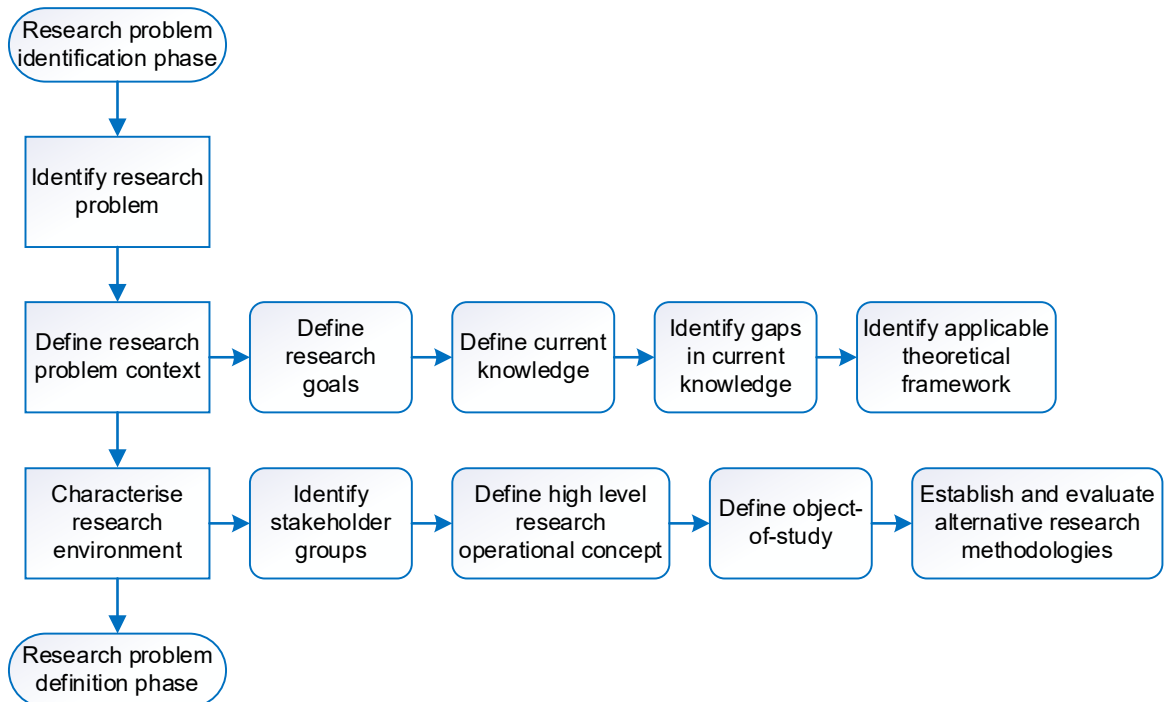 Research problem
identification phase
Identify research
problem
Define research
problem context
Define
research
goals
Define current
knowledge
Identify gaps
in current
knowledge
Identify applicable
theoretical
framework
Characterise
research
environment
Identify
stakeholder
groups
Define high level
research
operational concept
Define object-
of-study
Establish and evaluate
alternative research
methodologies
Research problem
definition phase